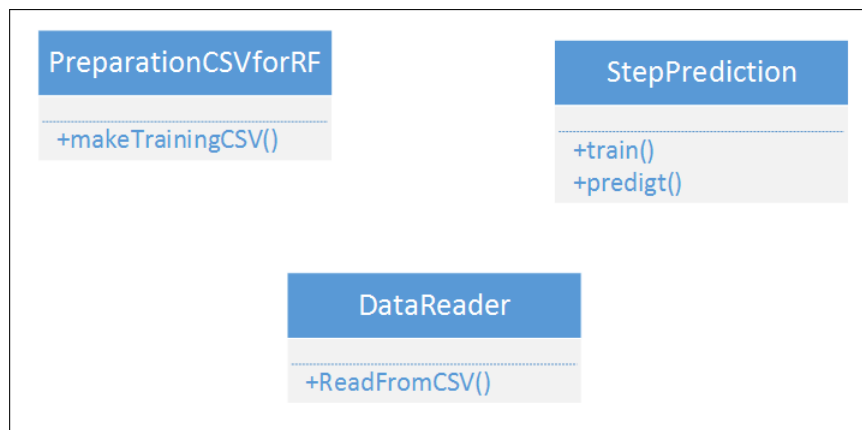 PreparationCSVforRF
+makeTrainingCSV()
StepPrediction
+train()
+predigt()
DataReader
+ReadFromCSV()